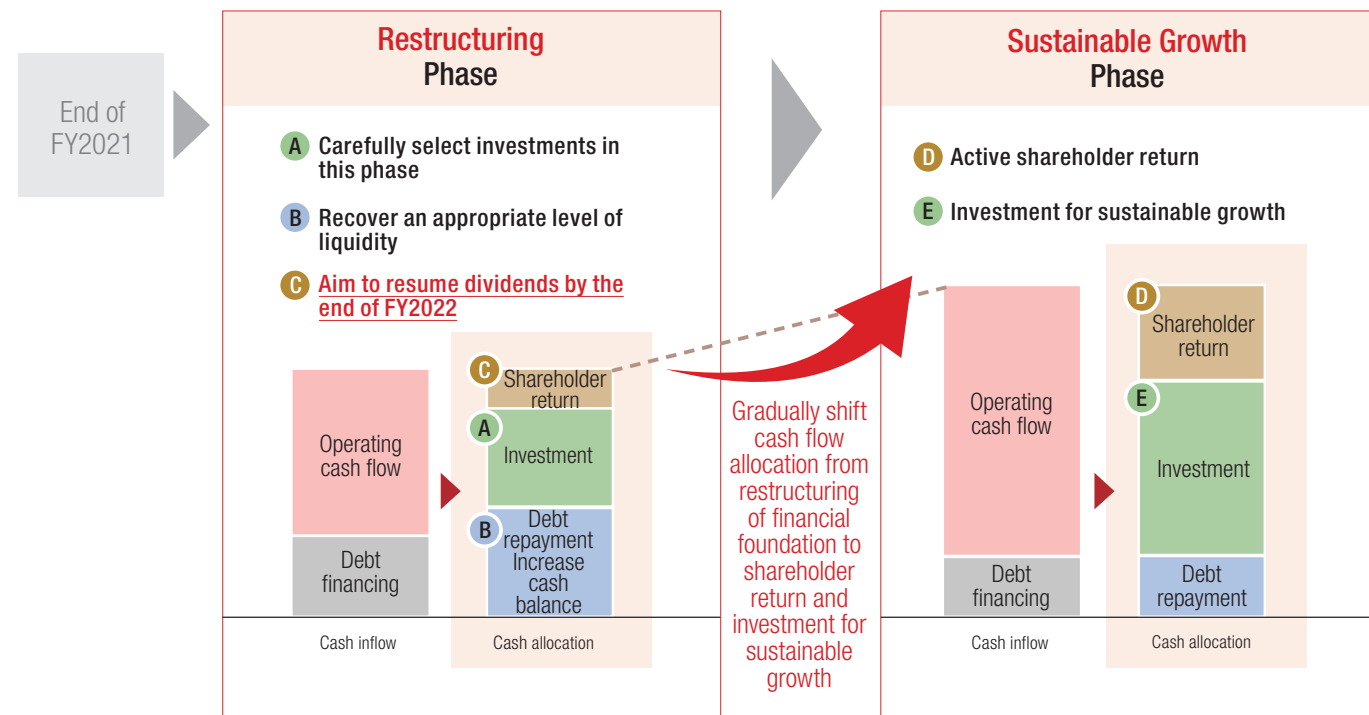 End of
FY2021
Restructuring
Phase
A Carefully select investments in
this phase
B Recover an appropriate level of
liquidity
C Aim to resume dividends by the
end of FY2022
Operating
cash flow
Debt
financing
Cash inflow
C
Shareholder
return
A
Investment
B
Debt
repayment
Increase
cash
balance
Cash allocation
Gradually shift
cash flow
allocation from
restructuring
of financial
foundation to
shareholder
return and
investment for
sustainable
growth
Sustainable Growth
Phase
D Active shareholder return
E Investment for sustainable growth
Operating
cash flow
Debt
financing
Cash inflow
D
Shareholder
return
E
Investment
Debt
repayment
Cash allocation